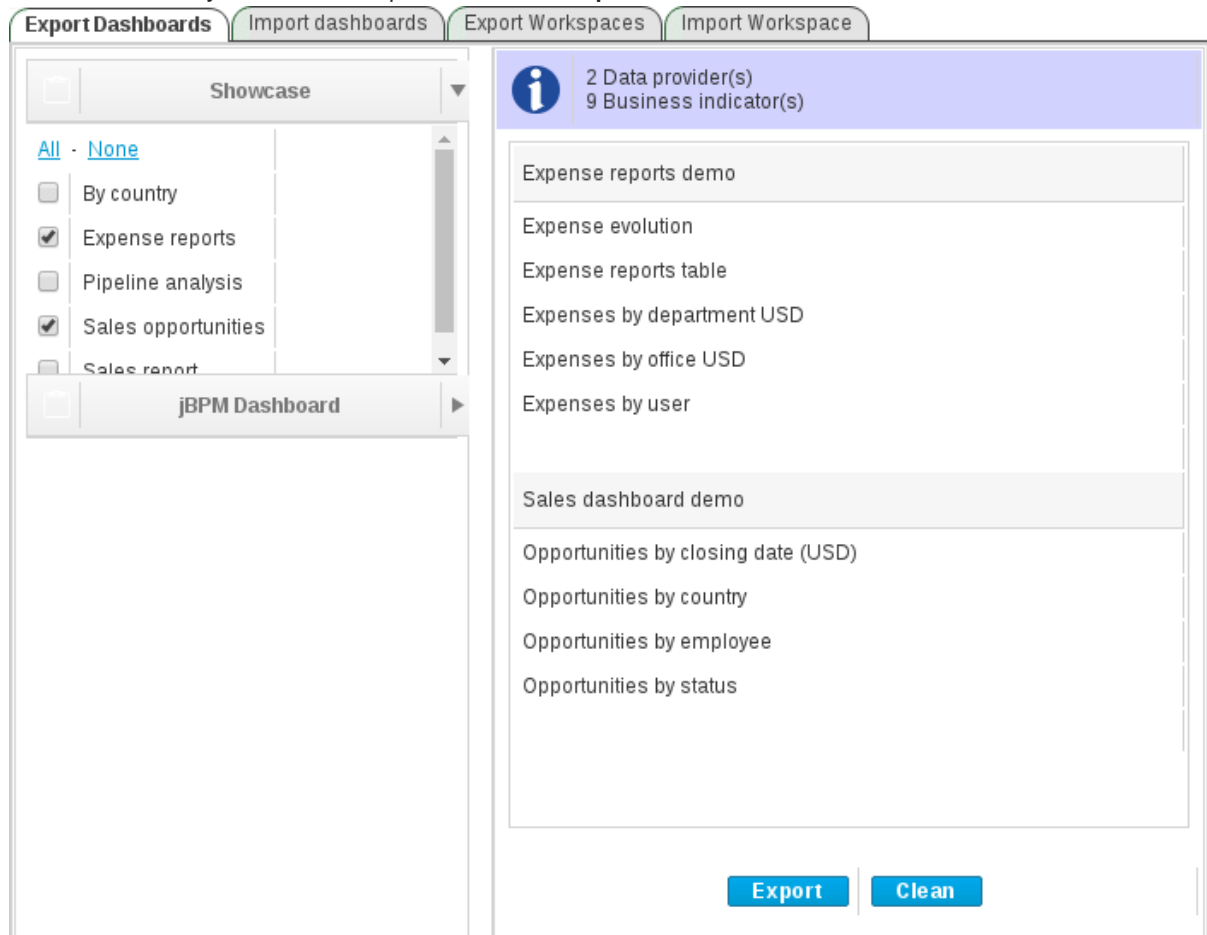 Export Dashboards
Import dashboards
Export Workspaces
Import Workspace
Showcase
All - None
By country
Expense reports
Pipeline analysis
Sales opportunities
Sales report
jBPM Dashboard
2 Data provider(s)
9 Business indicator(s)
Expense reports demo
Expense evolution
Expense reports table
Expenses by department USD
Expenses by office USD
Expenses by user
Sales dashboard demo
Opportunities by closing date (USD)
Opportunities by country
Opportunities by employee
Opportunities by status
Export
Clean